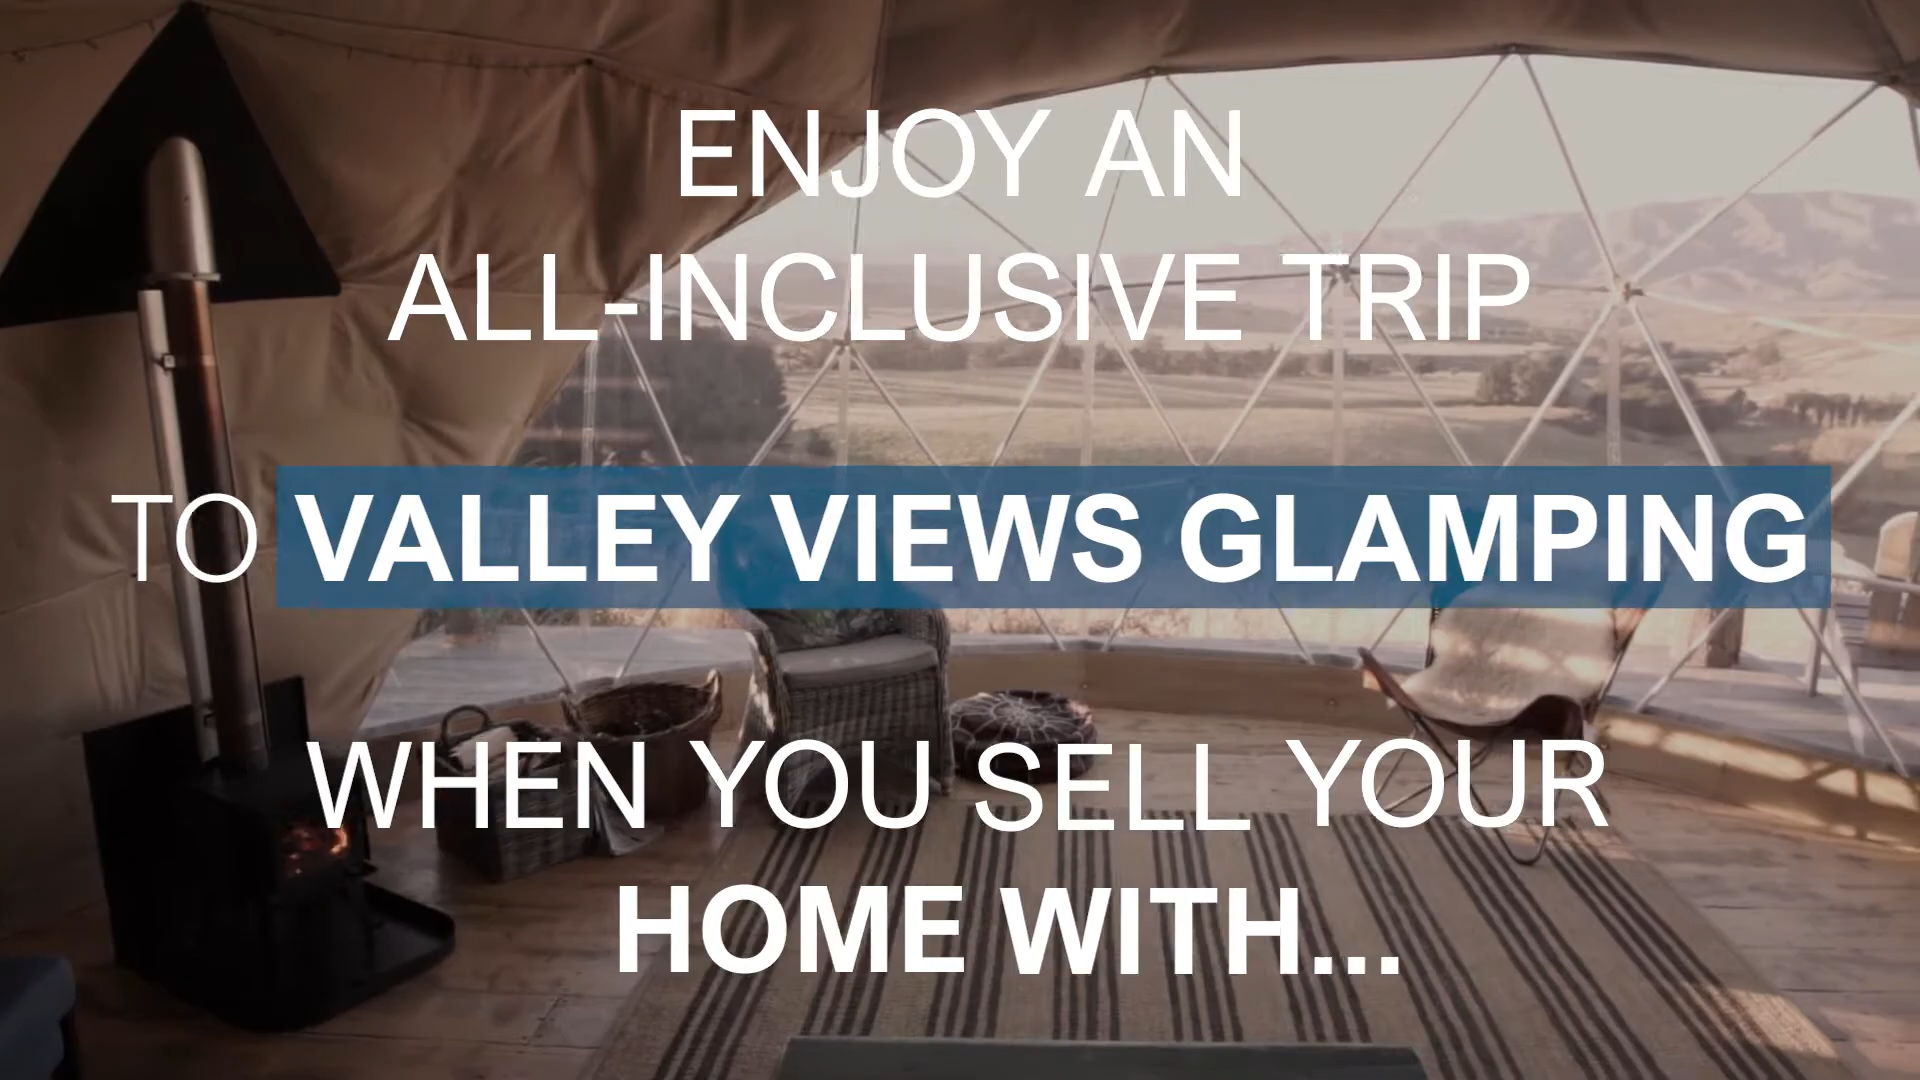 ENJOY AN
ALL-INCLUSIVE TRIP
TO VALLEY VIEWS GLAMPING
WHEN YOU SELL YOUR
HOME WITH...